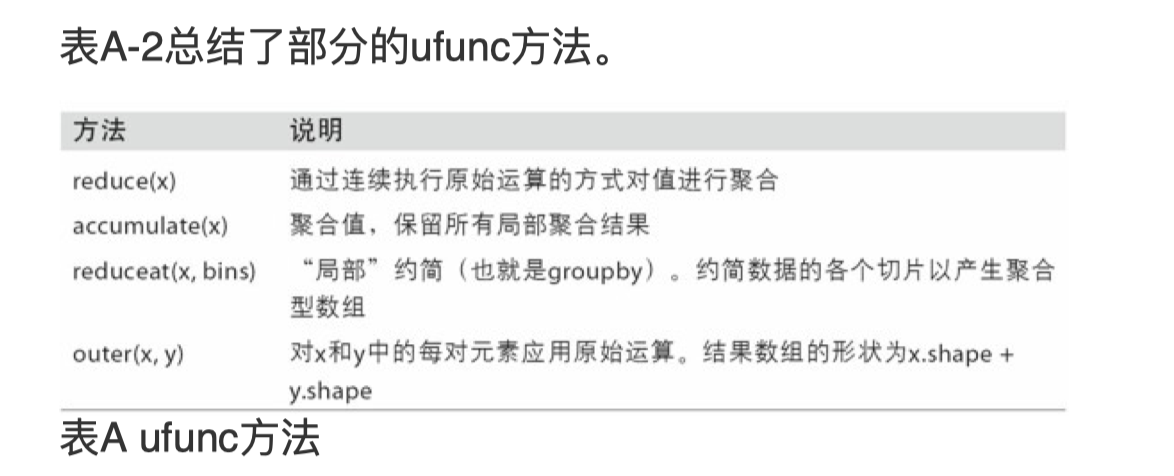 表A-2总结了部分的ufunc方法。
方法 说明
reduce(x) 通过连续执行原始运算的方式对值进行聚合
accumulate(x) 聚合值，保留所有局部聚合结果
reduceat(x, bins) “局部”约简（也就是groupby）。约简数据的各个切片以产生聚合
型数组
outer(x, y) 对x和y中的每对元素应用原始运算。结果数组的形状为x.shape +
y.shape
表A ufunc方法